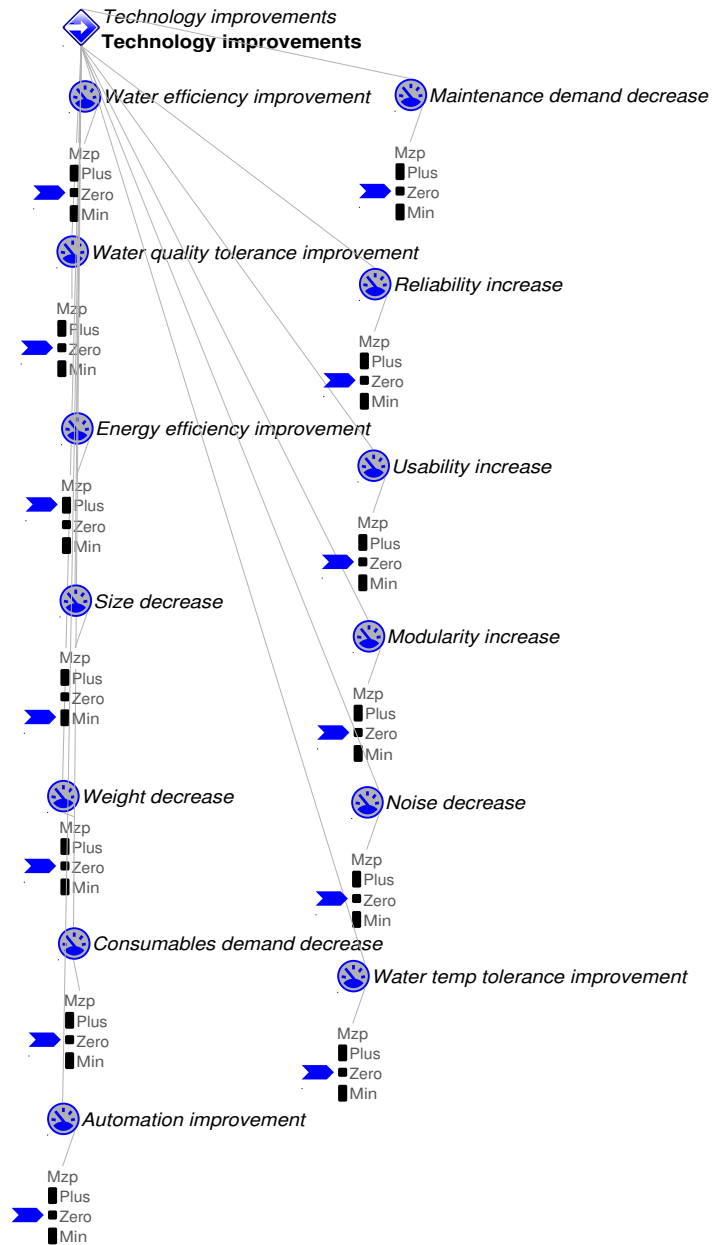 Technology improvements
Technology improvements
Water efficiency improvement
Mzp
Plus
Zero
Min
Water quality tolerance improvement
Mzp
Plus
Zero
Min
Energy efficiency improvement
Mzp
Plus
Zero
Min
Size decrease
Mzp
Plus
Zero
Min
Weight decrease
Mzp
Plus
Zero
Min
Consumables demand decrease
Mzp
Plus
Zero
Min
Automation improvement
Mzp
Plus
Zero
Min
Maintenance demand decrease
Mzp
Plus
Zero
Min
Reliability increase
Mzp
Plus
Zero
Min
Usability increase
Mzp
Plus
Zero
Min
Modularity increase
Mzp
Plus
Zero
Min
Noise decrease
Mzp
Plus
Zero
Min
Water temp tolerance improvement
Mzp
Plus
Zero
Min